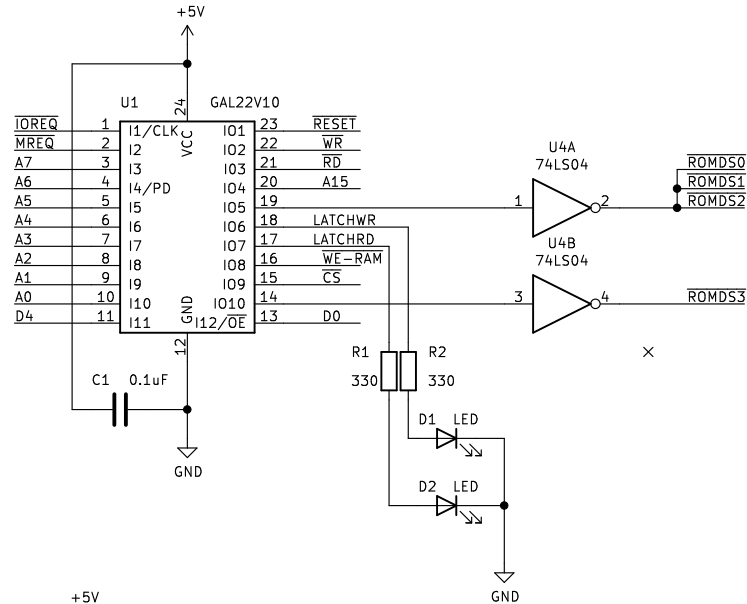 +5V
U1 GAL22V10
24
VCC
IOREQ 1 I1/CLK IO1 23 RESET
MREQ 2 I2 IO2 22 WR
A7 3 I3 IO3 21 RD
A6 4 I4/PD IO4 20 A15
A5 5 I5 IO5 19
A4 6 I6 IO6 18 LATCHWR
A3 7 I7 IO7 17 LATCHRD
A2 8 I8 IO8 16 WE-RAM
A1 9 I9 IO9 15 CS
A0 10 I10 IO10 14
D4 11 I11 I12/OE 13 D0
GND
12
U4A
74LS04
1 2
ROMDS0
ROMDS1
ROMDS2
U4B
74LS04
3 4 ROMDS3
C1 0.1uF
GND
R1 R2
330 330
D1 LED
D2 LED
GND
+5V